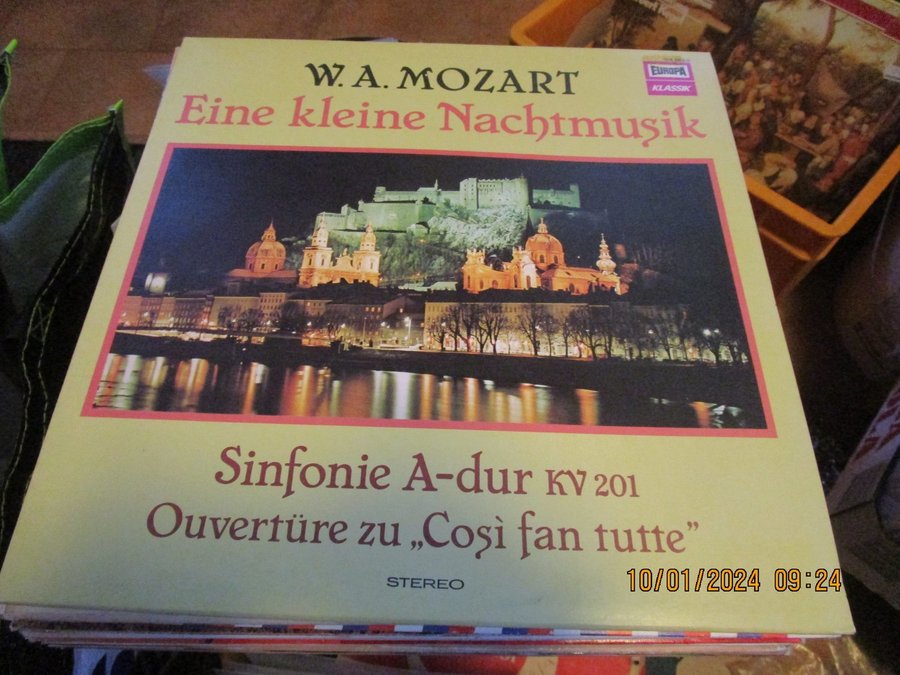 W. A. MOZART
EUROPA
KLASSIK
Eine kleine Nachtmusik
Sinfonie A-dur KV 201
Ouvertüre zu „Così fan tutte”
STEREO
10/01/2024 09:24